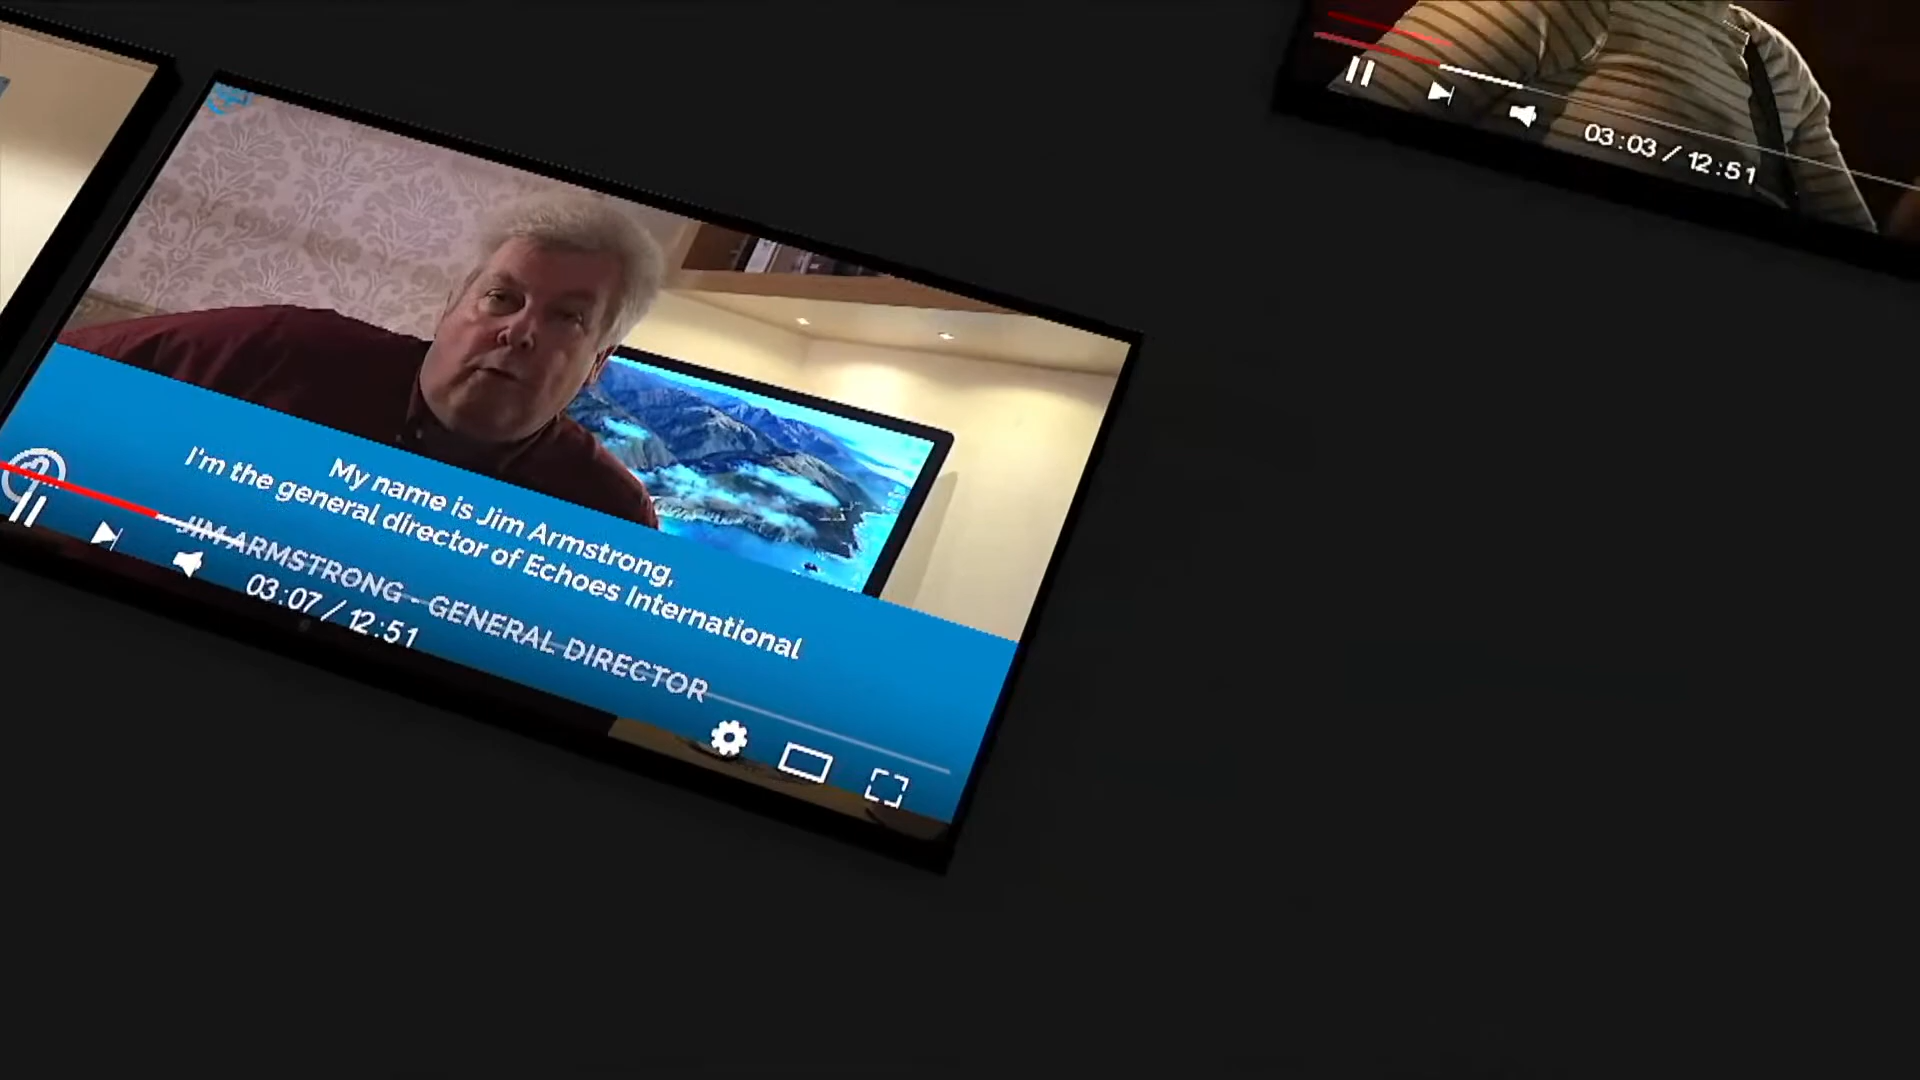 03:03 / 12:51
My name is Jim Armstrong,
I'm the general director of Echoes International
JIM ARMSTRONG - GENERAL DIRECTOR
03:07 / 12:51